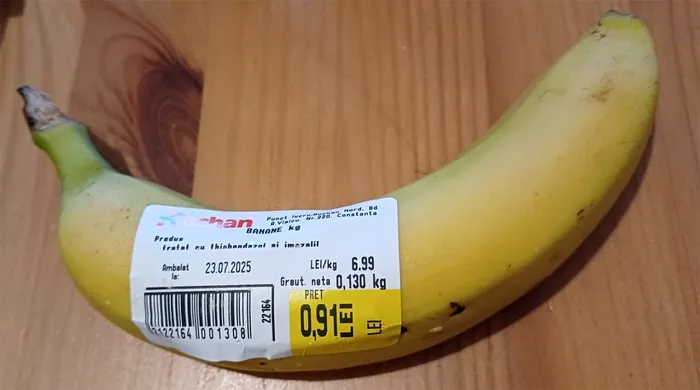 Auchan
Punct lucru:Auchan Nord, Bd
A.Vlaicu, Nr.220, Constanta
BANANE kg
Produs
tratat cu thiabendazol si imazalil
Ambalat
la:
23.07.2025
LEI/kg 6.99
Greut. neta 0,130 kg
PRET
0,91 LEI
LEI
22164
2122164 001308